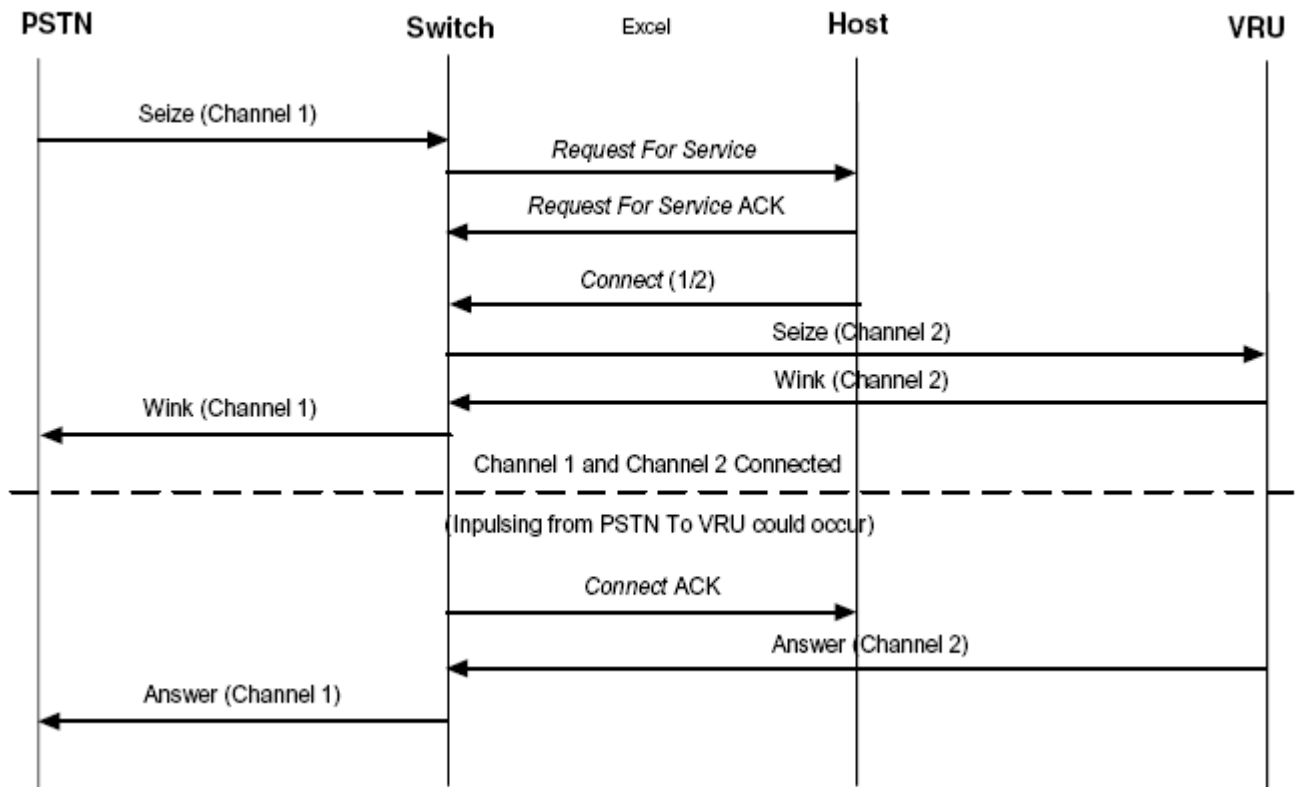 PSTN Switch Excel Host VRU
Seize (Channel 1)
Request For Service
Request For Service ACK
Connect (1/2)
Seize (Channel 2)
Wink (Channel 2)
Wink (Channel 1)
Channel 1 and Channel 2 Connected
(Inpulsing from PSTN To VRU could occur)
Connect ACK
Answer (Channel 2)
Answer (Channel 1)